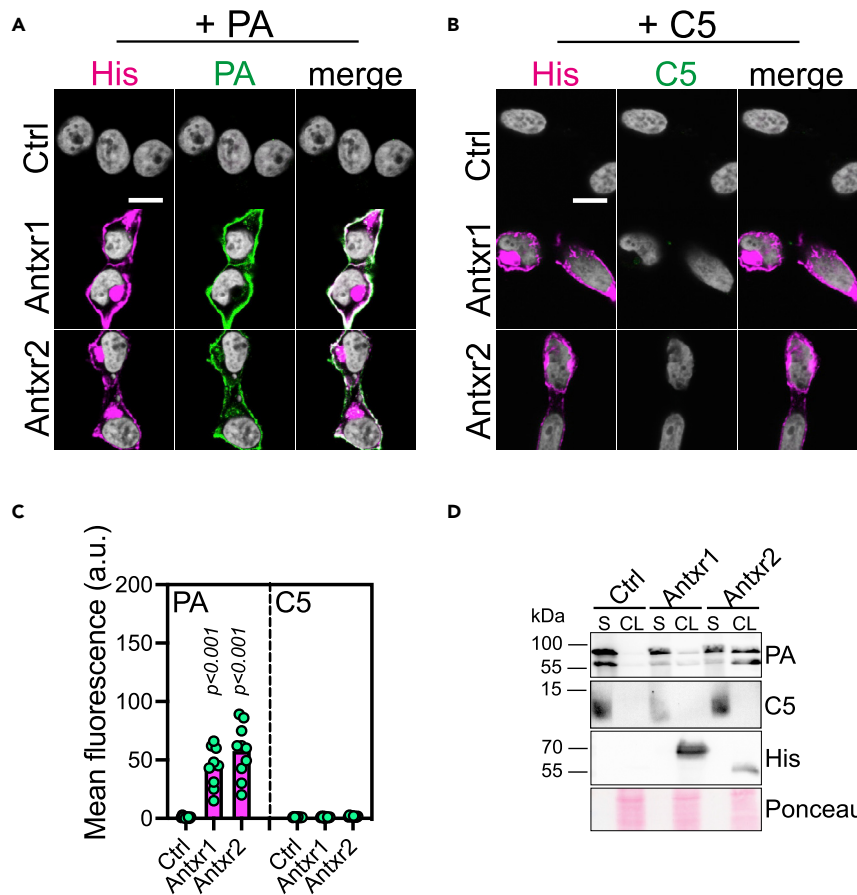 A
+ PA
His PA merge
Ctrl
Antxr1
Antxr2
B
+ C5
His C5 merge
Ctrl
Antxr1
Antxr2
C
Mean fluorescence (a.u.)
200
150
100
50
0
PA
C5
p<0.001
p<0.001
Ctrl
Antxr1
Antxr2
Ctrl
Antxr1
Antxr2
D
Ctrl Antxr1 Antxr2
kDa
S CL S CL S CL
100
55
PA
15
C5
70
55
His
Ponceau